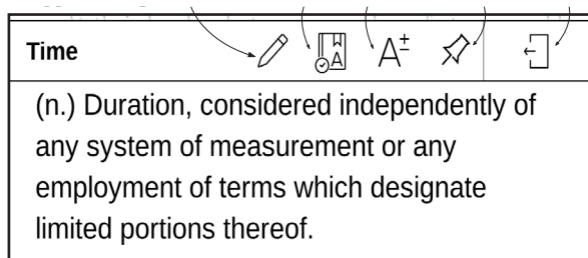 Time
A
A±
(n.) Duration, considered independently of
any system of measurement or any
employment of terms which designate
limited portions thereof.